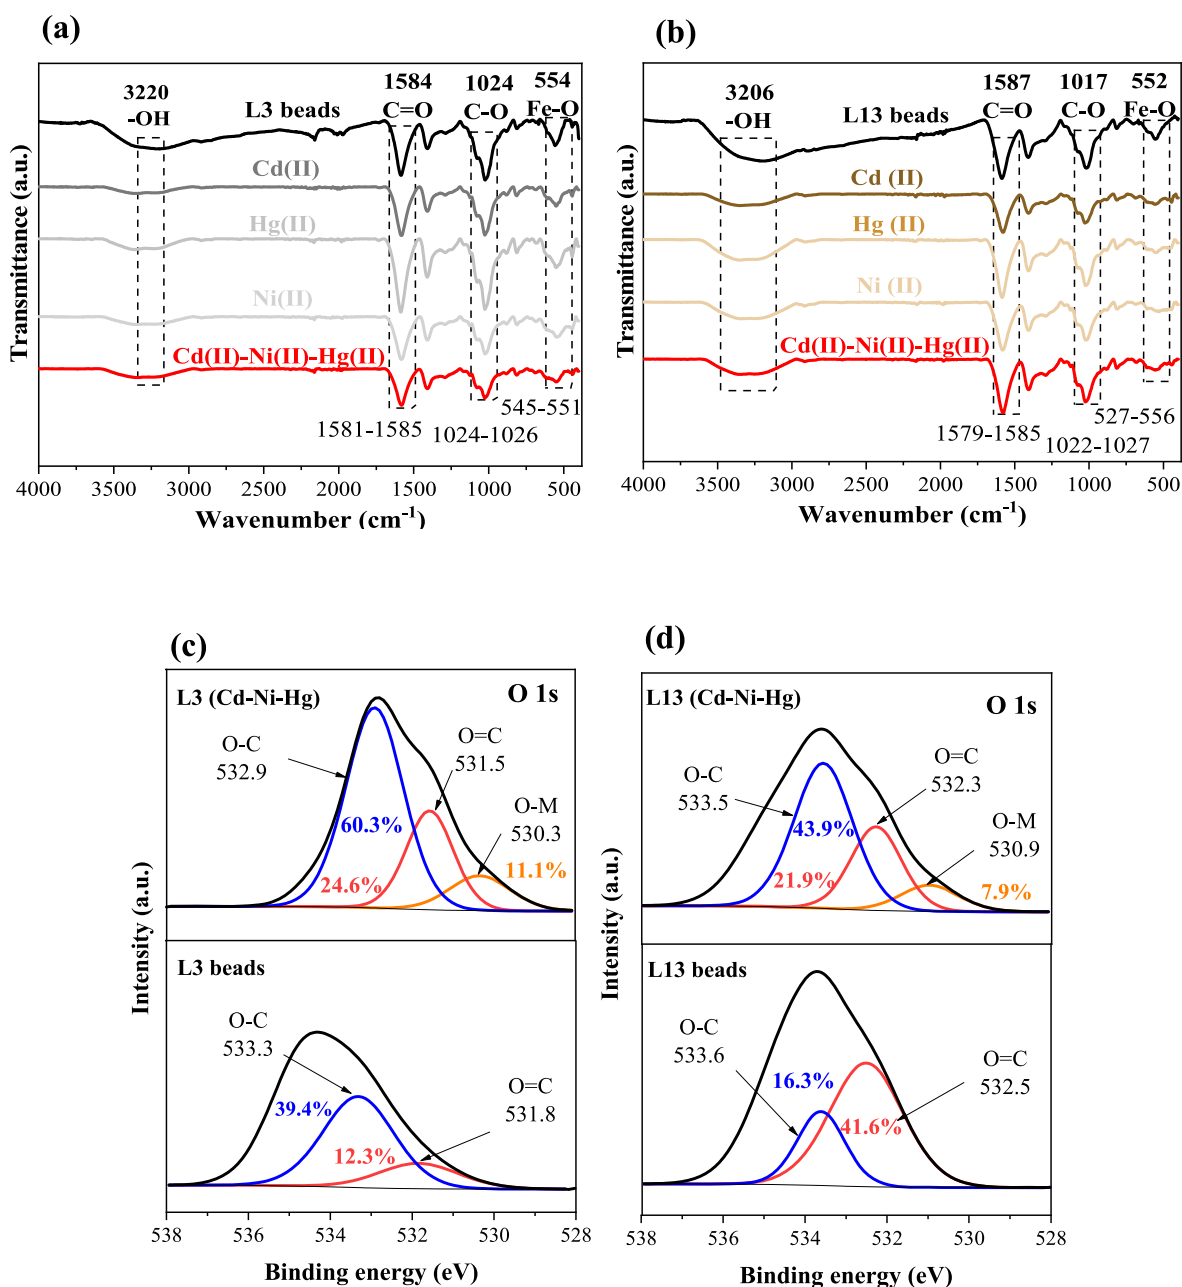 (a)
3220
-OH
L3 beads
1584
C=O
1024
C-O
554
Fe-O
Cd(II)
Hg(II)
Ni(II)
Cd(II)-Ni(II)-Hg(II)
545-551
1581-1585
1024-1026
Transmittance (a.u.)
4000 3500 3000 2500 2000 1500 1000 500
Wavenumber (cm-1)
(b)
3206
-OH
L13 beads
1587
C=O
1017
C-O
552
Fe-O
Cd (II)
Hg (II)
Ni (II)
Cd(II)-Ni(II)-Hg(II)
527-556
1579-1585
1022-1027
Transmittance (a.u.)
4000 3500 3000 2500 2000 1500 1000 500
Wavenumber (cm-1)
(c)
L3 (Cd-Ni-Hg)
O 1s
O-C
532.9
O=C
531.5
O-M
530.3
60.3%
24.6%
11.1%
L3 beads
O-C
533.3
O=C
531.8
39.4%
12.3%
Intensity (a.u.)
538 536 534 532 530 528
Binding energy (eV)
(d)
L13 (Cd-Ni-Hg)
O 1s
O-C
533.5
O=C
532.3
O-M
530.9
43.9%
21.9%
7.9%
L13 beads
O-C
533.6
16.3%
O=C
532.5
41.6%
Intensity (a.u.)
538 536 534 532 530 528
Binding energy (eV)